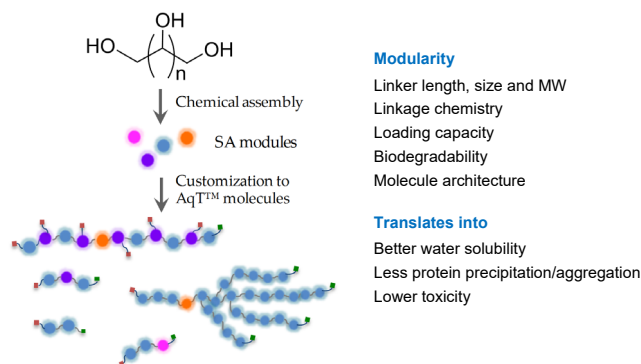 OH
HO
OH
n
Chemical assembly
SA modules
Customization to
AqT™ molecules
Modularity
Linker length, size and MW
Linkage chemistry
Loading capacity
Biodegradability
Molecule architecture
Translates into
Better water solubility
Less protein precipitation/aggregation
Lower toxicity